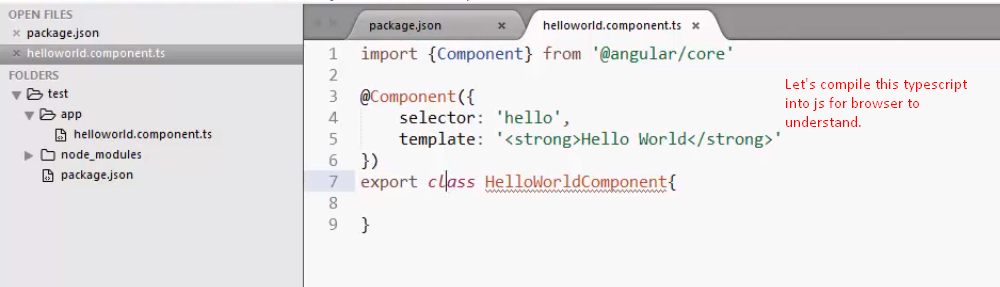 OPEN FILES
× package.json
× helloworld.component.ts
FOLDERS
test
app
helloworld.component.ts
node_modules
package.json
package.json ×
helloworld.component.ts ×
1 import {Component} from '@angular/core'
2
3 @Component({
4 selector: 'hello',
5 template: '<strong>Hello World</strong>'
6 })
7 export class HelloWorldComponent{
8
9 }
Let's compile this typescript
into js for browser to
understand.